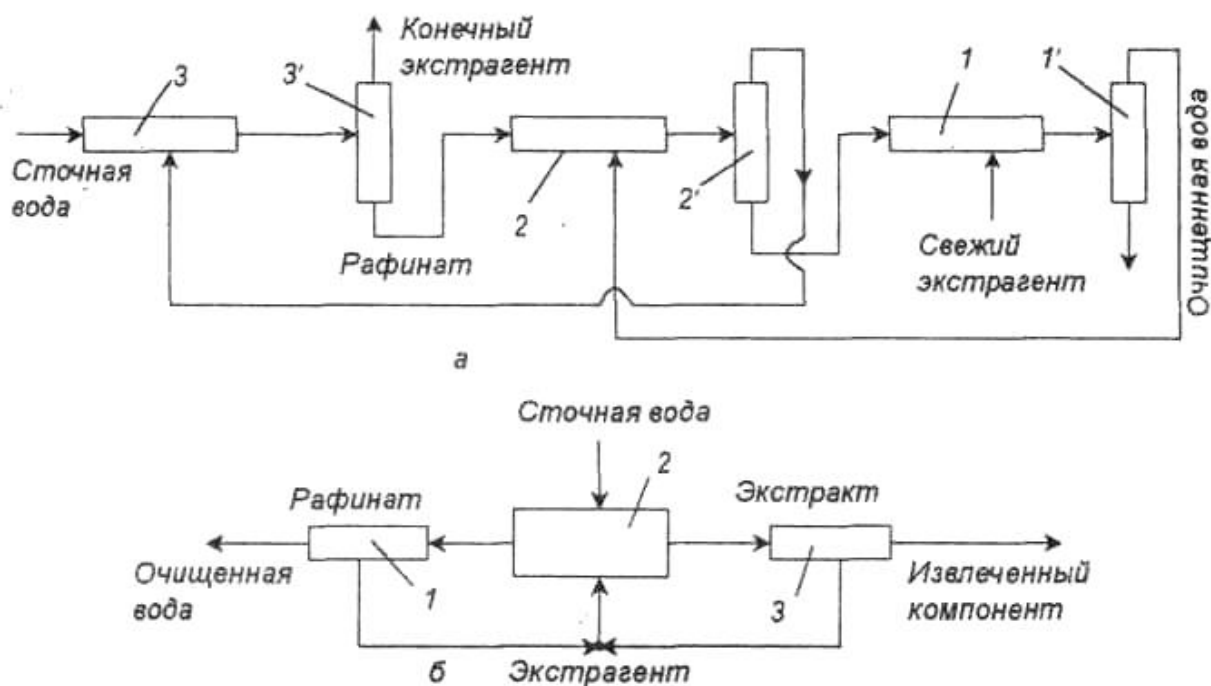 3
3'
Конечный
экстрагент
1
1'
Сточная
вода
Рафинат
2
2'
Свежий
экстрагент
Очищенная вода
а
Сточная вода
2
Рафинат
Экстракт
Очищенная
вода
1
3
Извлеченный
компонент
б
Экстрагент